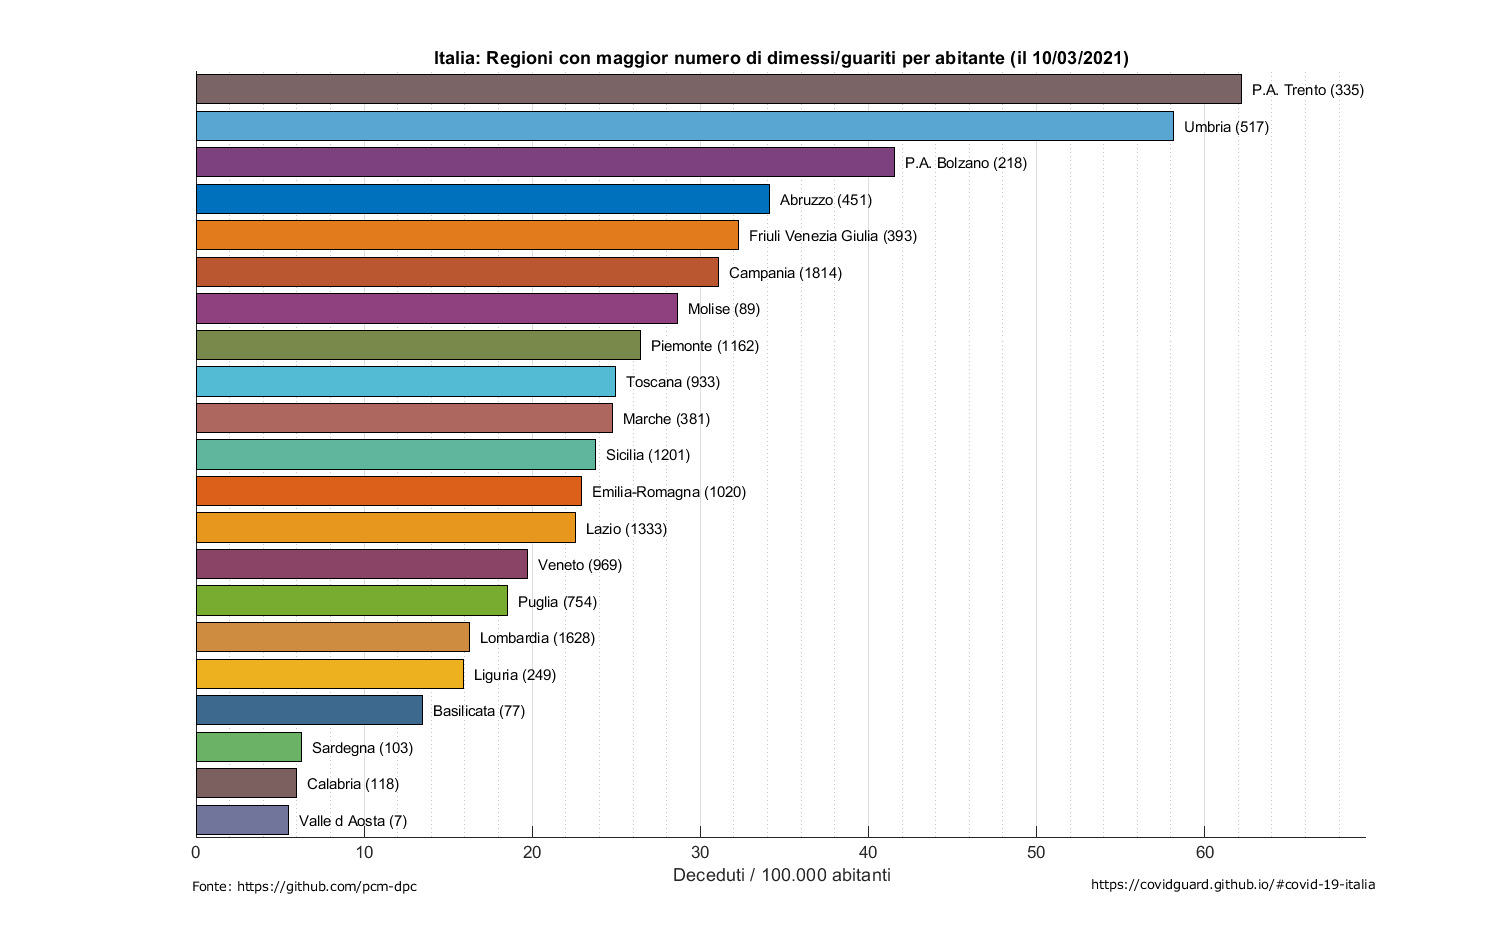 Italia: Regioni con maggior numero di dimessi/guariti per abitante (il 10/03/2021)
P.A. Trento (335)
Umbria (517)
P.A. Bolzano (218)
Abruzzo (451)
Friuli Venezia Giulia (393)
Campania (1814)
Molise (89)
Piemonte (1162)
Toscana (933)
Marche (381)
Sicilia (1201)
Emilia-Romagna (1020)
Lazio (1333)
Veneto (969)
Puglia (754)
Lombardia (1628)
Liguria (249)
Basilicata (77)
Sardegna (103)
Calabria (118)
Valle d Aosta (7)
0 10 20 30 40 50 60
Deceduti / 100.000 abitanti
Fonte: https://github.com/pcm-dpc
https://covidguard.github.io/#covid-19-italia